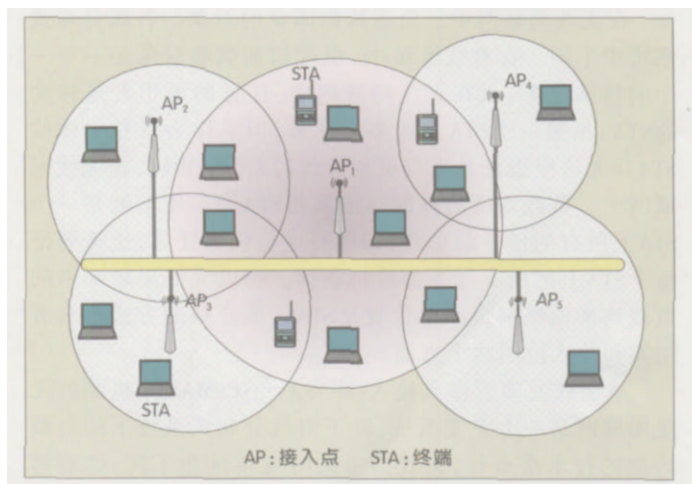 STA
AP₄
AP₂
AP₁
AP₃
AP₅
STA
AP:接入点 STA:终端